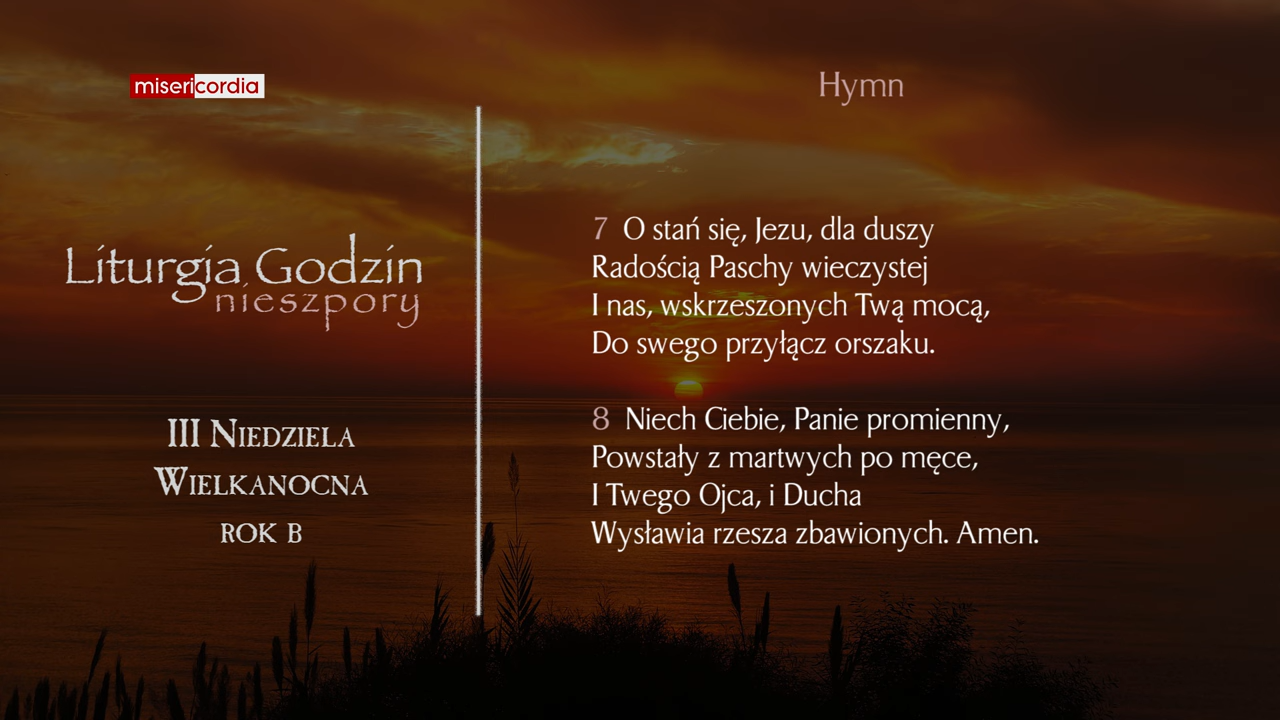 misericordia
Liturgia Godzin
nieszpory
III Niedziela
Wielkanocna
rok B
Hymn
7 O stań się, Jezu, dla duszy
Radością Paschy wieczystej
I nas, wskrzeszonych Twą mocą,
Do swego przyłącz orszaku.
8 Niech Ciebie, Panie promienny,
Powstały z martwych po męce,
I Twego Ojca, i Ducha
Wysławia rzesza zbawionych. Amen.